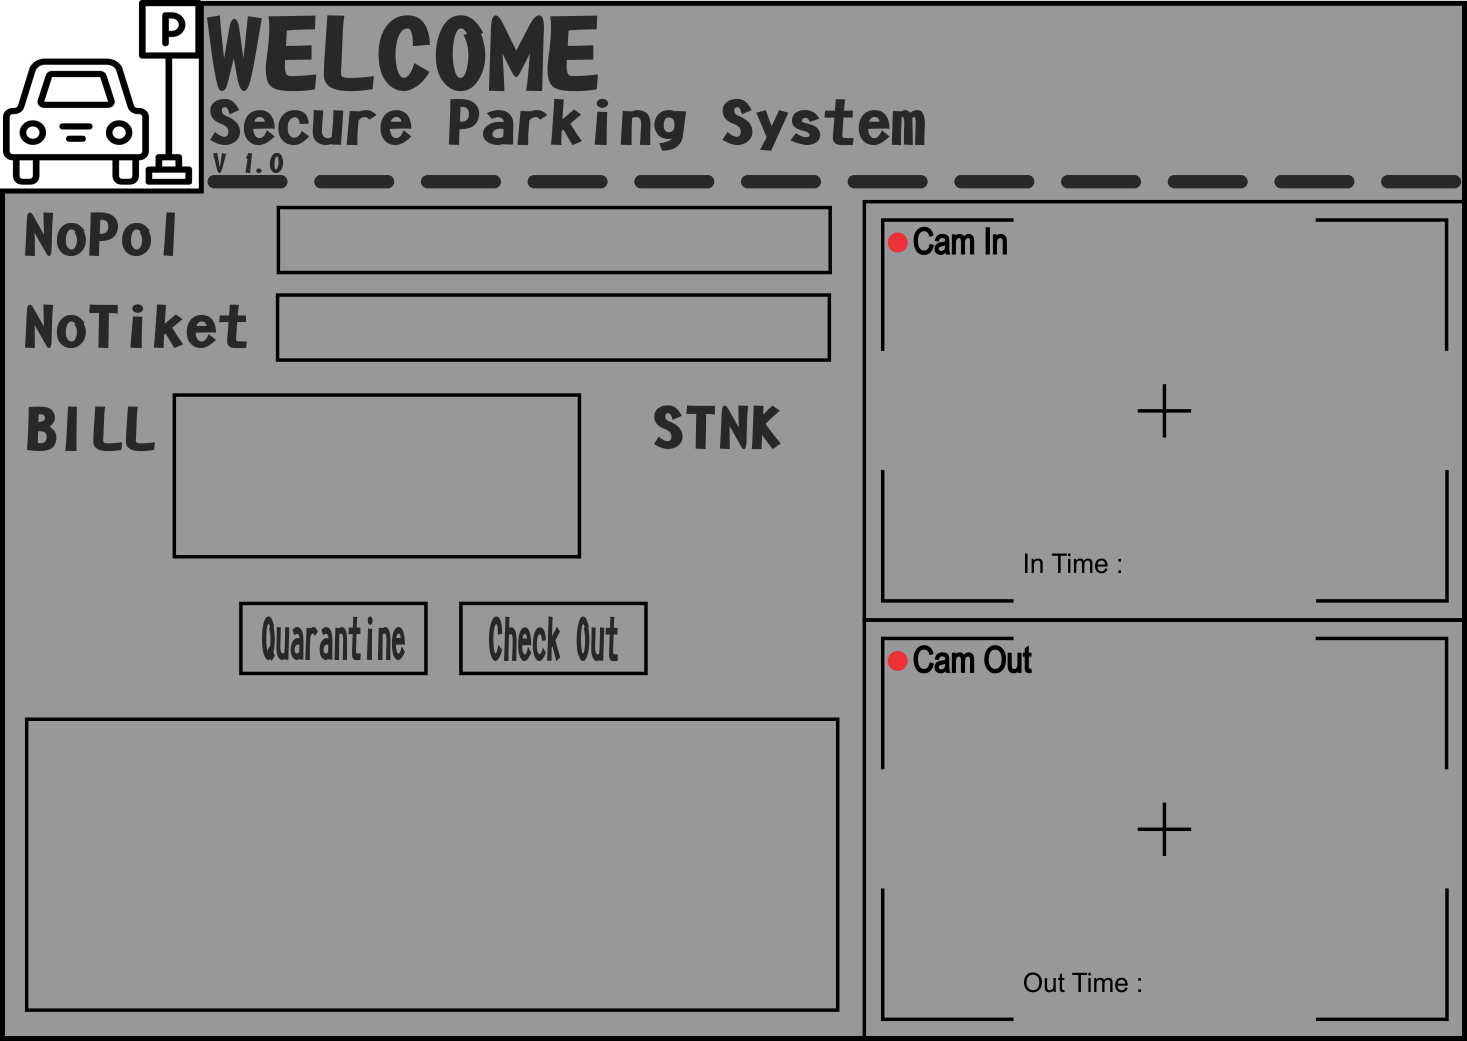 P
WELCOME
Secure Parking System
V 1.0
NoPol
NoTiket
BILL
STNK
Quarantine
Check Out
Cam In
In Time :
Cam Out
Out Time :